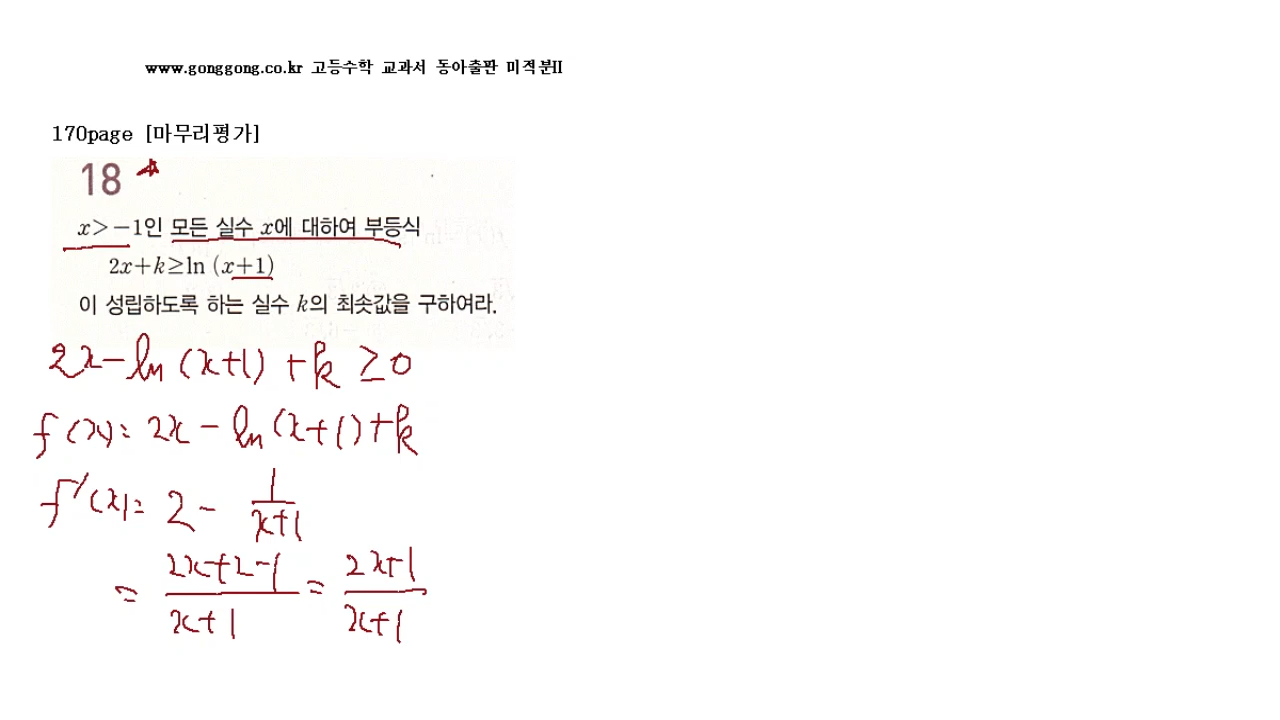 www.gonggong.co.kr 고등수학 교과서 동아출판 미적분II
170page [마무리평가]
18
x>-1인 모든 실수 x에 대하여 부등식
2x+k≥ln (x+1)
이 성립하도록 하는 실수 k의 최솟값을 구하여라.
2x-ln(x+1)+k≥0
f(x)=2x-ln(x+1)+k
f'(x)=2-1/(x+1)
=(2x+2-1)/(x+1)=(2x+1)/(x+1)